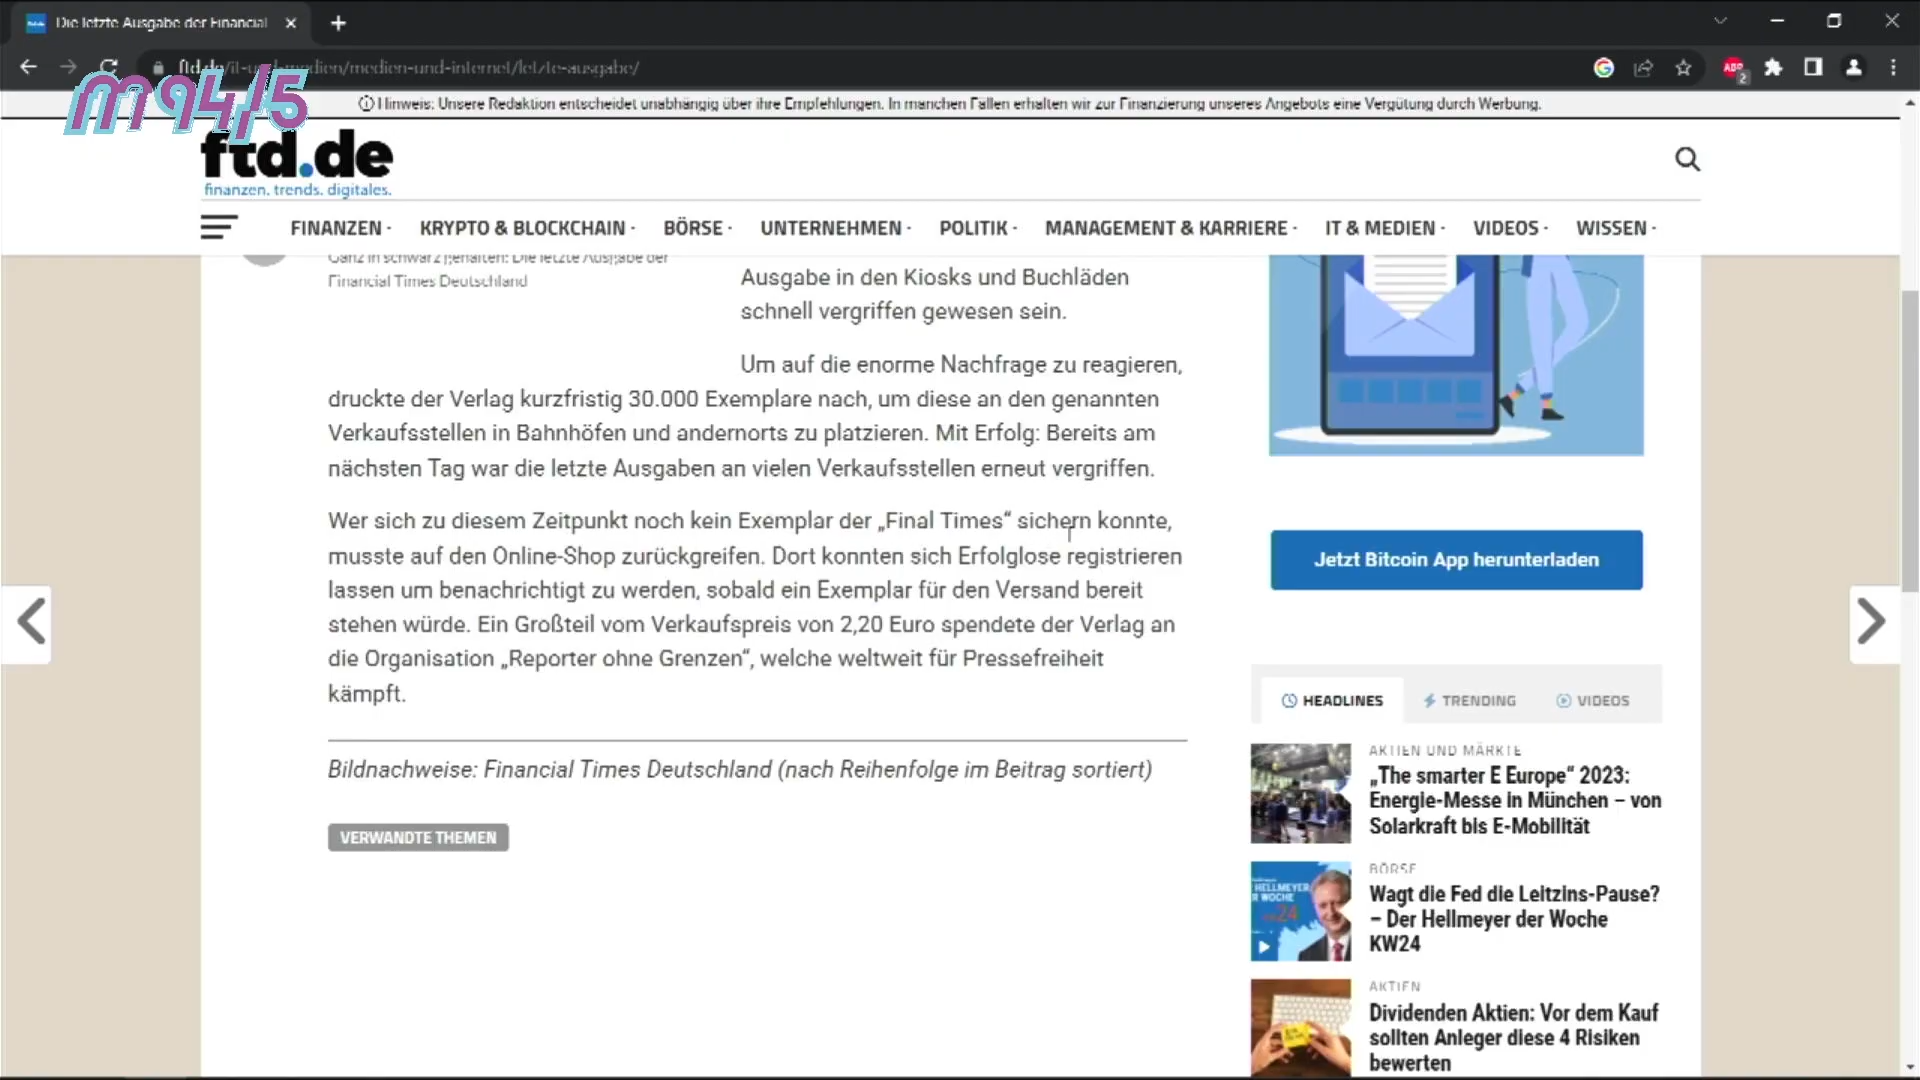 Die letzte Ausgabe der Financial
ftd.de/it-und-medien/medien-und-internet/letzte-ausgabe/
ABP
2
M94/5
Hinweis: Unsere Redaktion entscheidet unabhängig über ihre Empfehlungen. In manchen Fällen erhalten wir zur Finanzierung unseres Angebots eine Vergütung durch Werbung.
ftd.de
finanzen. trends. digitales.
FINANZEN · KRYPTO & BLOCKCHAIN · BÖRSE · UNTERNEHMEN · POLITIK · MANAGEMENT & KARRIERE · IT & MEDIEN · VIDEOS · WISSEN ·
Ganz in schwarz gehalten: Die letzte Ausgabe der
Financial Times Deutschland
Ausgabe in den Kiosks und Buchläden
schnell vergriffen gewesen sein.
Um auf die enorme Nachfrage zu reagieren,
druckte der Verlag kurzfristig 30.000 Exemplare nach, um diese an den genannten
Verkaufsstellen in Bahnhöfen und andernorts zu platzieren. Mit Erfolg: Bereits am
nächsten Tag war die letzte Ausgaben an vielen Verkaufsstellen erneut vergriffen.
Wer sich zu diesem Zeitpunkt noch kein Exemplar der „Final Times“ sichern konnte,
musste auf den Online-Shop zurückgreifen. Dort konnten sich Erfolglose registrieren
lassen um benachrichtigt zu werden, sobald ein Exemplar für den Versand bereit
stehen würde. Ein Großteil vom Verkaufspreis von 2,20 Euro spendete der Verlag an
die Organisation „Reporter ohne Grenzen“, welche weltweit für Pressefreiheit
kämpft.
Bildnachweise: Financial Times Deutschland (nach Reihenfolge im Beitrag sortiert)
VERWANDTE THEMEN
Jetzt Bitcoin App herunterladen
HEADLINES TRENDING VIDEOS
AKTIEN UND MÄRKTE
„The smarter E Europe“ 2023:
Energie-Messe in München – von
Solarkraft bis E-Mobilität
HELLMEYER
R WOCHE
24
BÖRSE
Wagt die Fed die Leitzins-Pause?
– Der Hellmeyer der Woche
KW24
AKTIEN
Dividenden Aktien: Vor dem Kauf
sollten Anleger diese 4 Risiken
bewerten